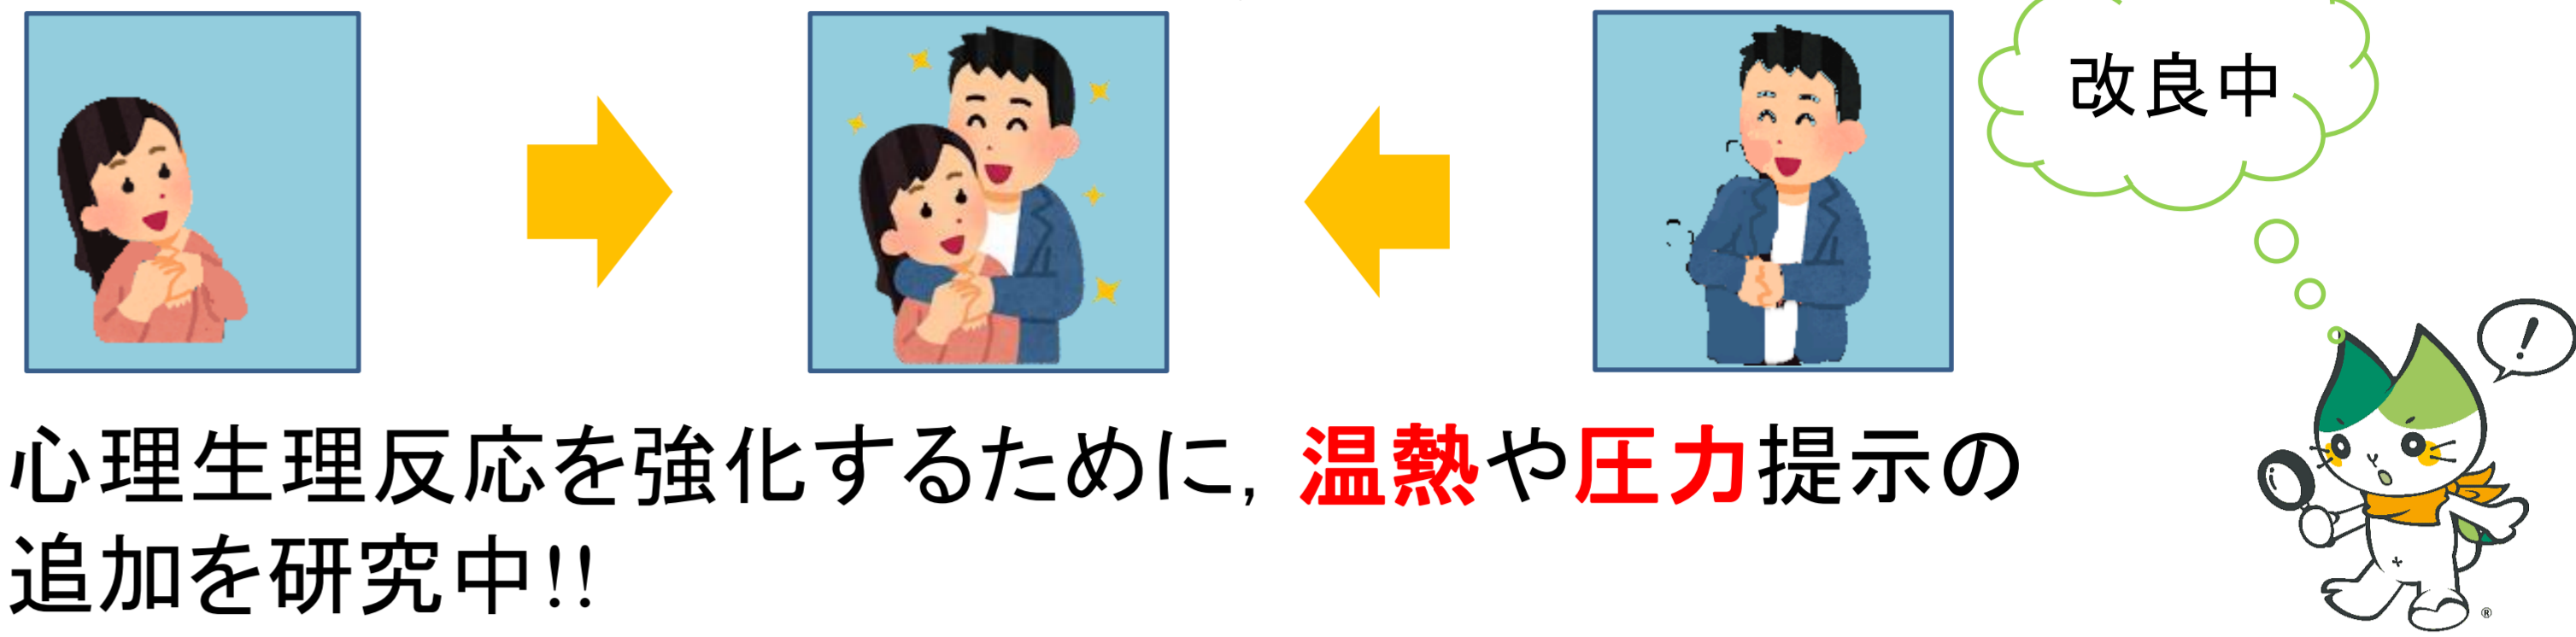 改良中
!
心理生理反応を強化するために, 温熱や圧力提示の
追加を研究中!!
®